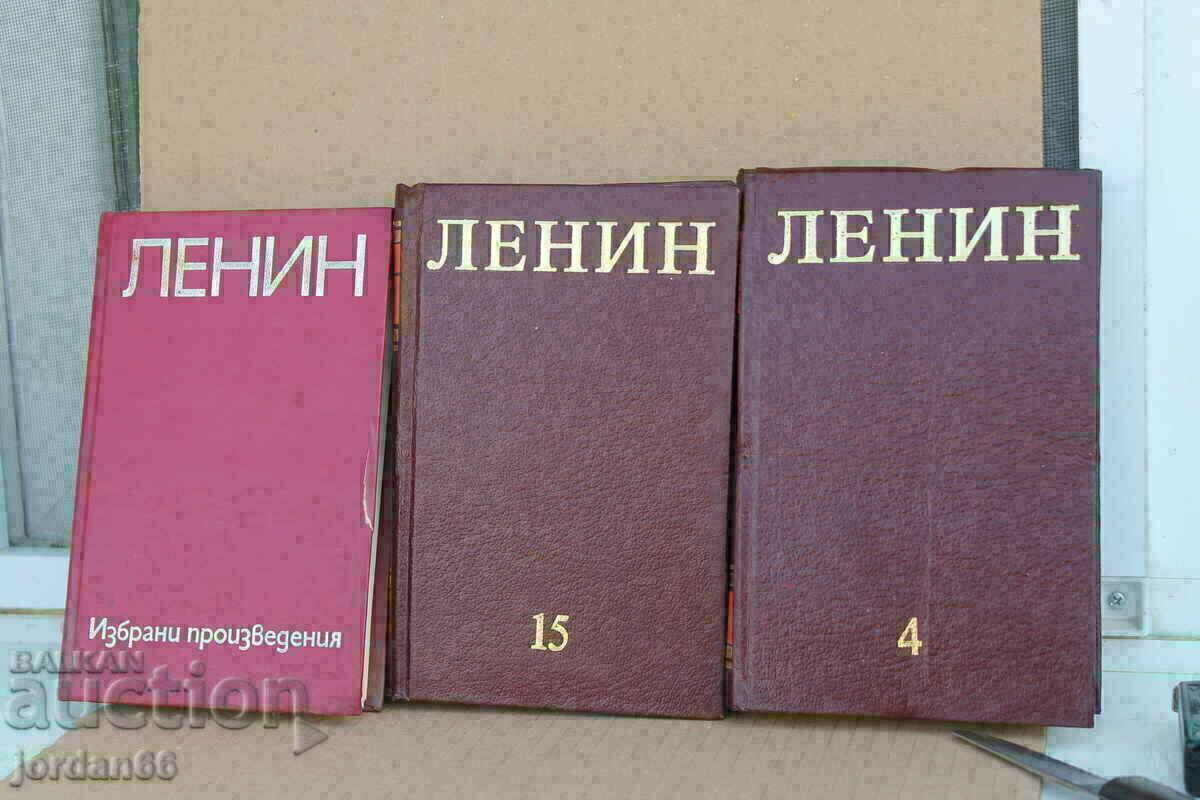 ЛЕНИН
Избрани произведения
ЛЕНИН
15
ЛЕНИН
4
BALKAN
auction
jordan66